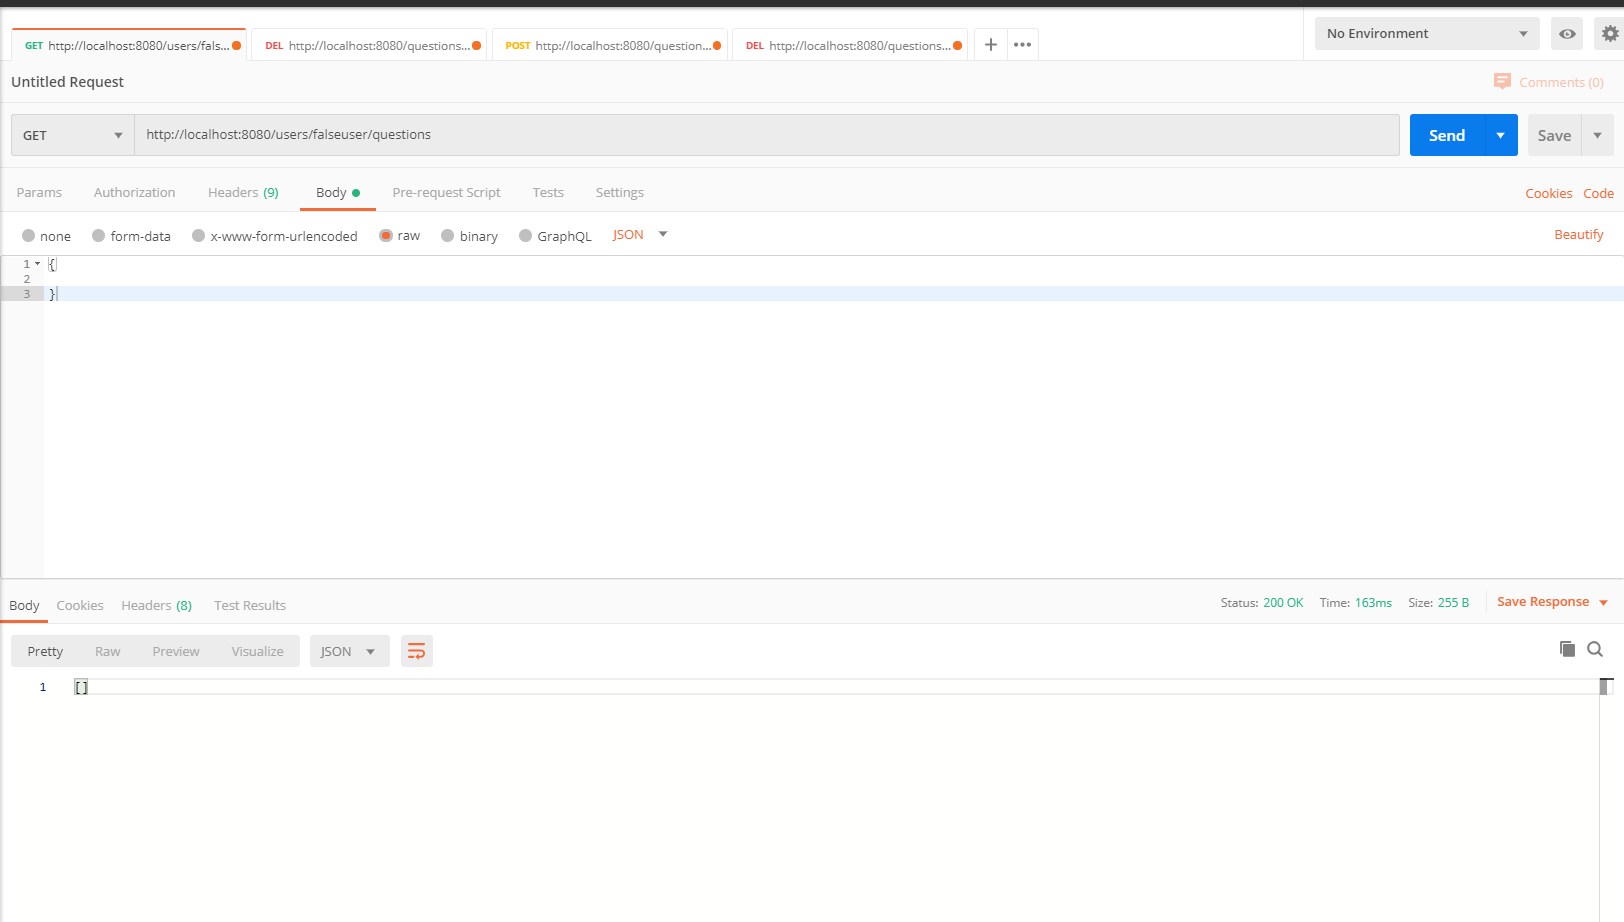 GET http://localhost:8080/users/fals... DEL http://localhost:8080/questions... POST http://localhost:8080/question... DEL http://localhost:8080/questions... No Environment
Untitled Request Comments (0)
GET http://localhost:8080/users/falseuser/questions Send Save
Params Authorization Headers (9) Body Pre-request Script Tests Settings Cookies Code
none form-data x-www-form-urlencoded raw binary GraphQL JSON Beautify
1 {
2
3 }
Body Cookies Headers (8) Test Results Status: 200 OK Time: 163ms Size: 255 B Save Response
Pretty Raw Preview Visualize JSON
1 []